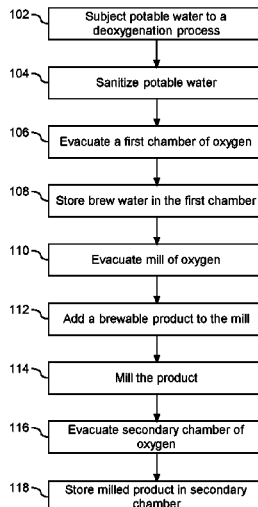 102
Subject potable water to a
deoxygenation process
104
Sanitize potable water
106
Evacuate a first chamber of oxygen
108
Store brew water in the first chamber
110
Evacuate mill of oxygen
112
Add a brewable product to the mill
114
Mill the product
116
Evacuate secondary chamber of
oxygen
118
Store milled product in secondary
chamber